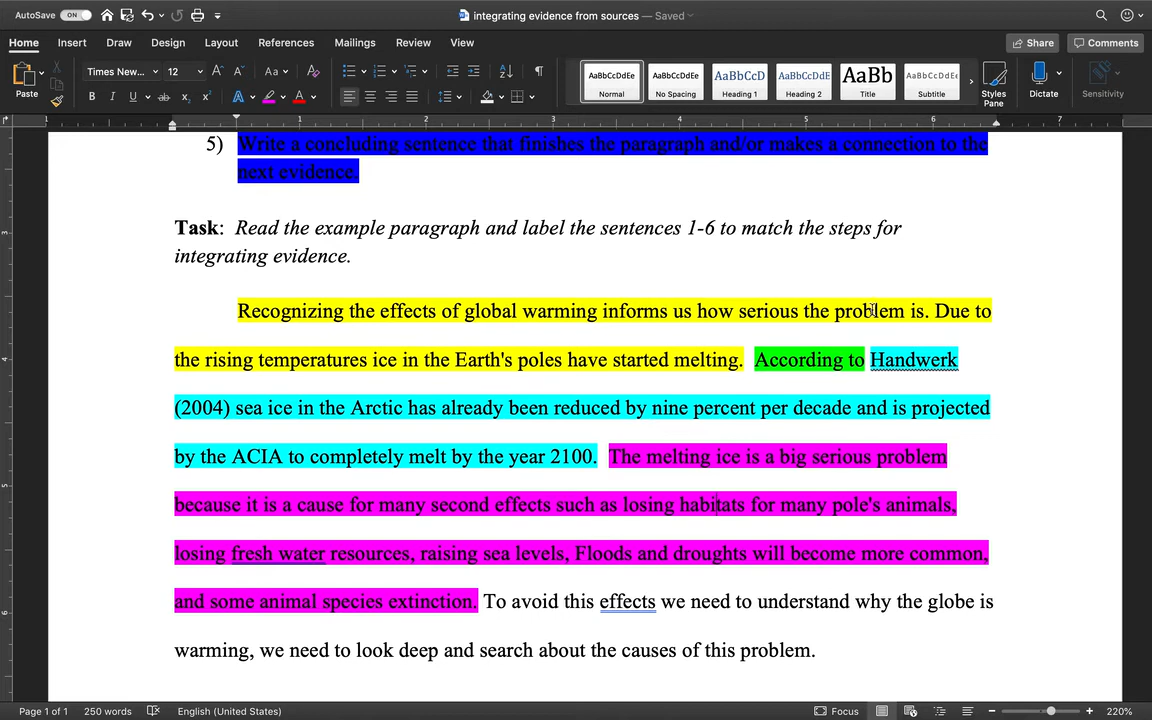 AutoSave ON integrating evidence from sources — Saved
Home Insert Draw Design Layout References Mailings Review View Share Comments
Paste Times New... 12 Aa AaBbCcDdEe AaBbCcDdEe AaBbCcD AaBbCcDdE AaBb AaBbCcDdEe
B I U ab x x A A Normal No Spacing Heading 1 Heading 2 Title Subtitle Styles Pane Dictate Sensitivity
1 1 2 3 4 5 6 7
5) Write a concluding sentence that finishes the paragraph and/or makes a connection to the
next evidence.
Task: Read the example paragraph and label the sentences 1-6 to match the steps for
integrating evidence.
Recognizing the effects of global warming informs us how serious the problem is. Due to
the rising temperatures ice in the Earth's poles have started melting. According to Handwerk
(2004) sea ice in the Arctic has already been reduced by nine percent per decade and is projected
by the ACIA to completely melt by the year 2100. The melting ice is a big serious problem
because it is a cause for many second effects such as losing habitats for many pole's animals,
losing fresh water resources, raising sea levels, Floods and droughts will become more common,
and some animal species extinction. To avoid this effects we need to understand why the globe is
warming, we need to look deep and search about the causes of this problem.
Page 1 of 1 250 words English (United States) Focus 220%